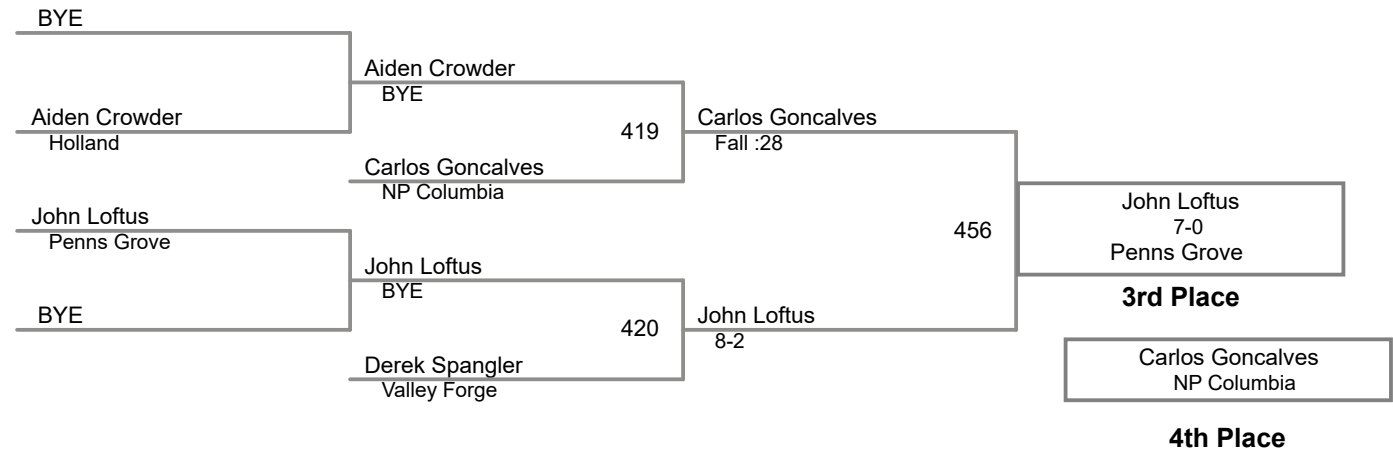 BYE
Aiden Crowder
BYE
Aiden Crowder
Holland
419
Carlos Goncalves
Fall :28
Carlos Goncalves
NP Columbia
John Loftus
Penns Grove
456
John Loftus
7-0
Penns Grove
John Loftus
BYE
3rd Place
BYE
420
John Loftus
8-2
Derek Spangler
Valley Forge
Carlos Goncalves
NP Columbia
4th Place